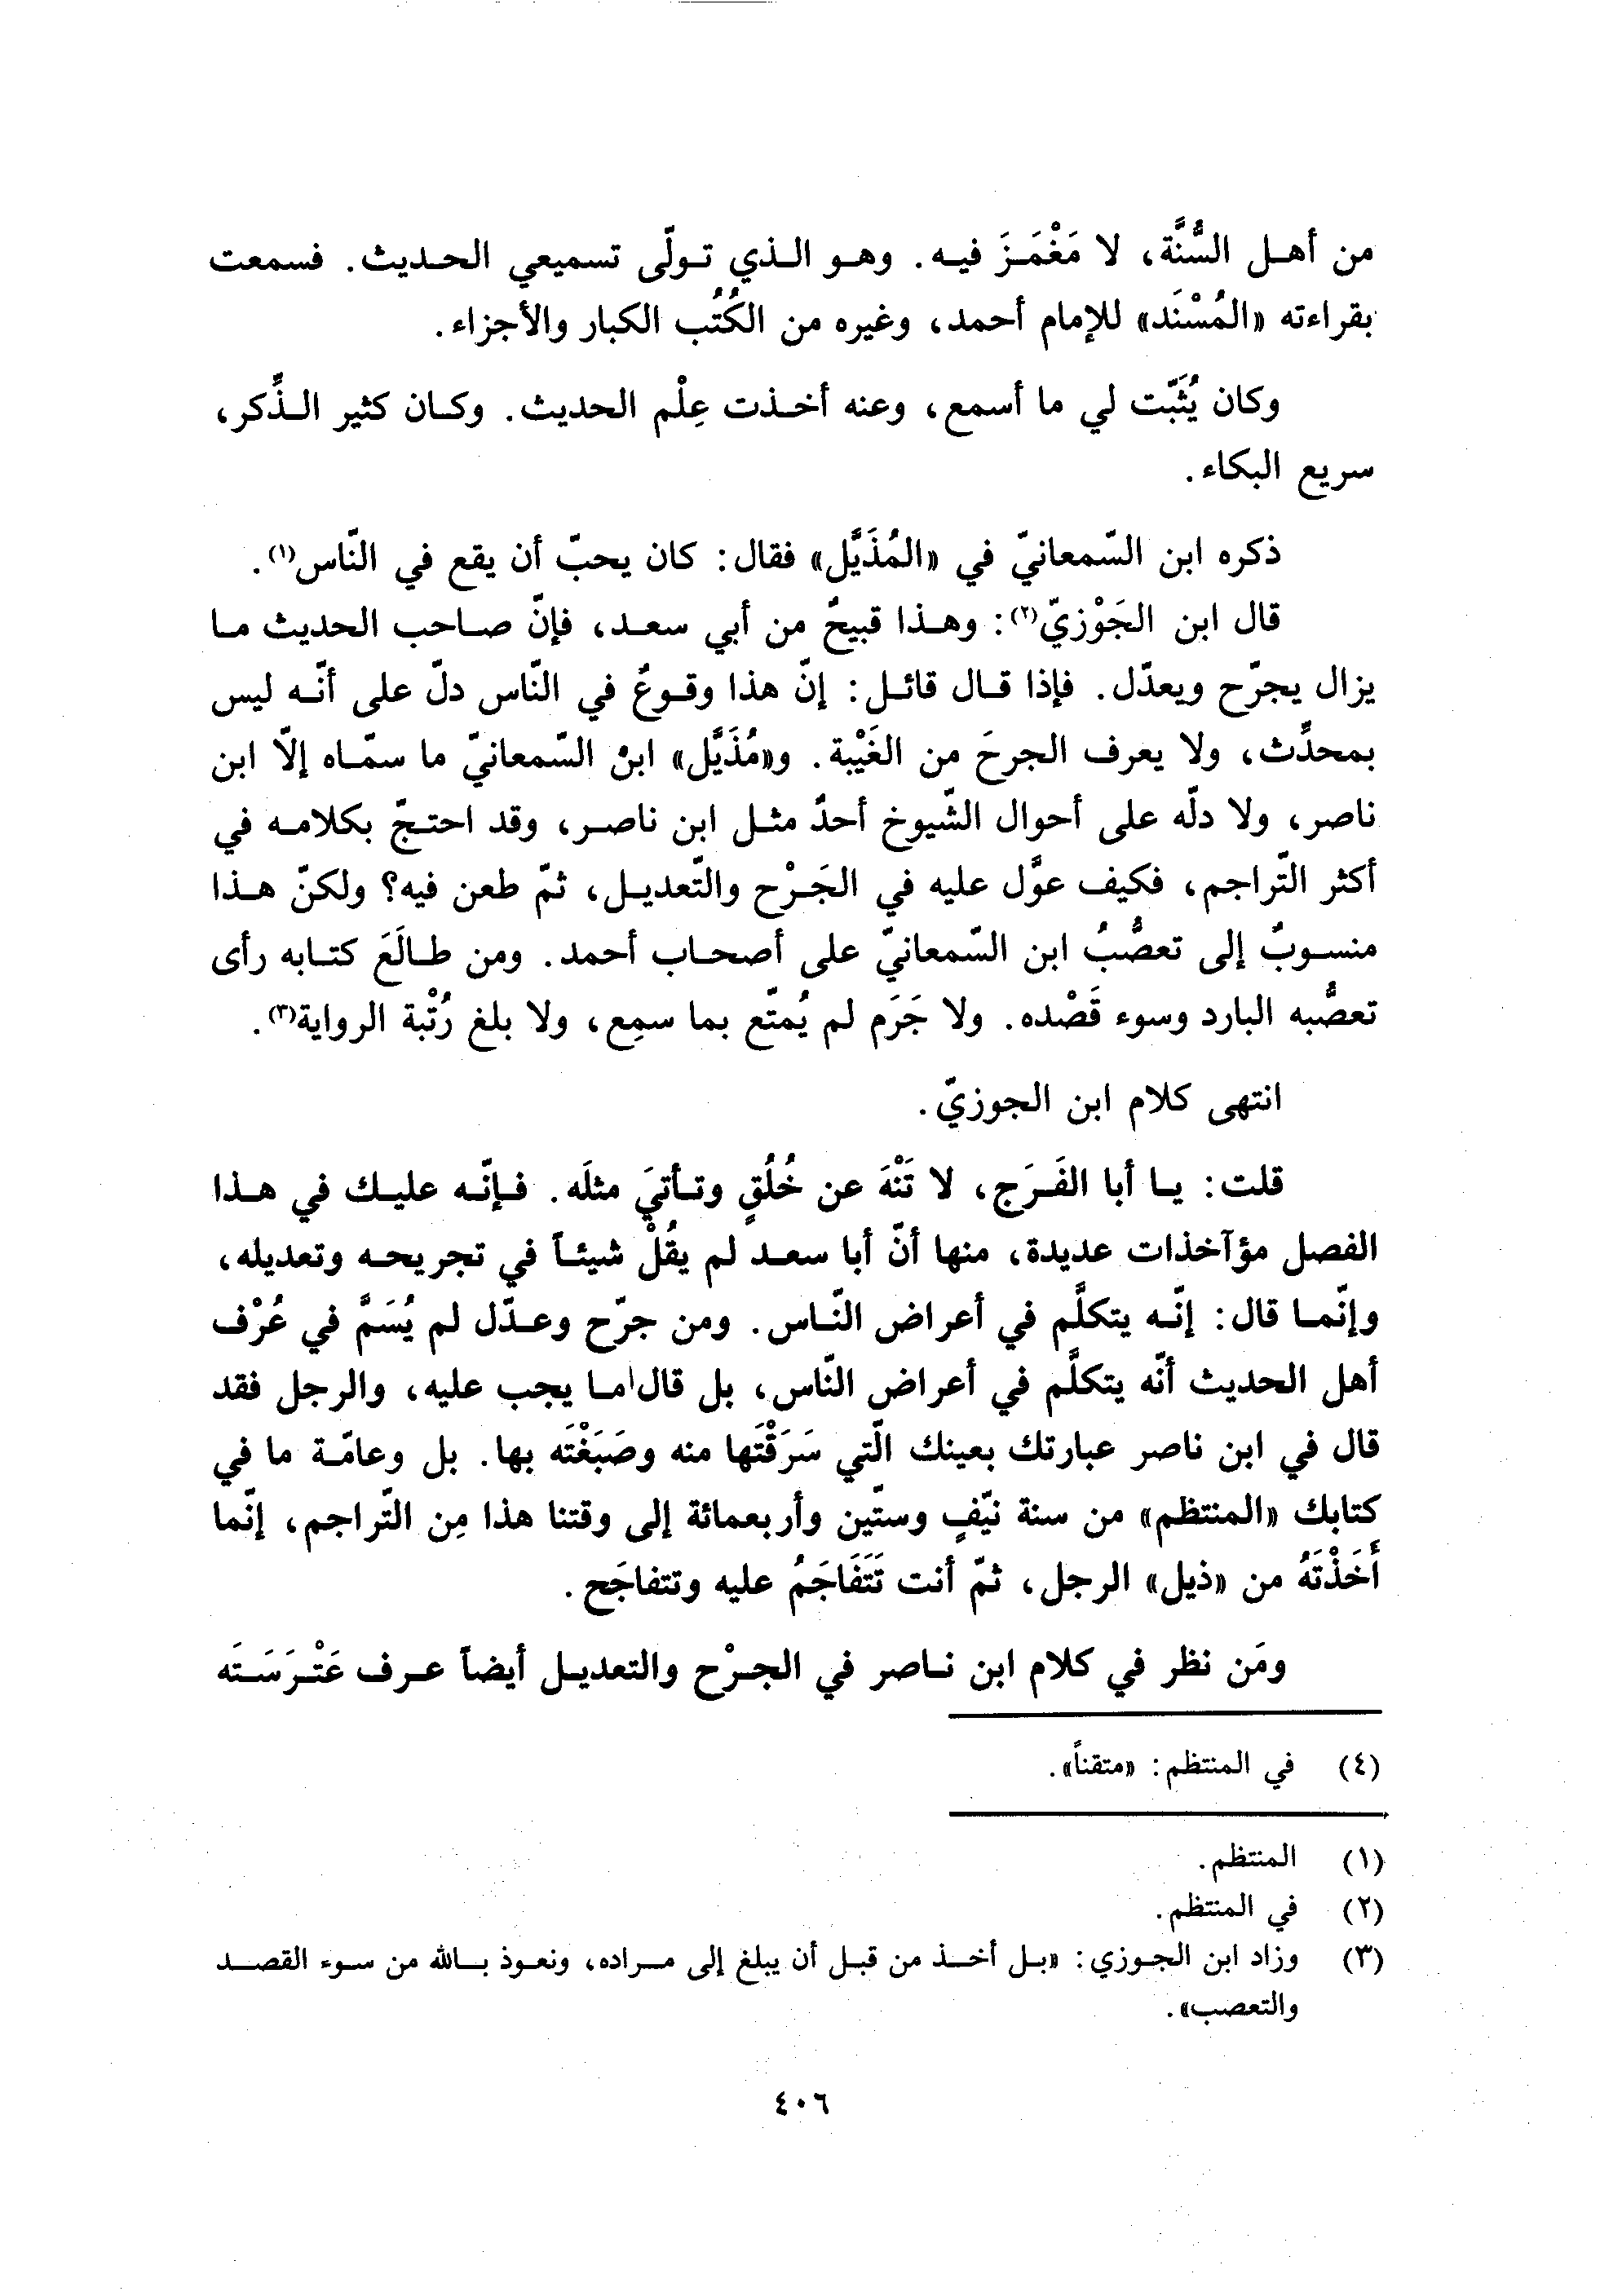 من أهل السُّنَّة، لا مَغْمَزَ فيه. وهو الذي تولّى تسميعي الحديث. فسمعت
بقراءته «المُسْنَد» للإمام أحمد، وغيره من الكُتُب الكبار والأجزاء.
وكان يُثَبّت لي ما أسمع، وعنه أخذت عِلْم الحديث. وكان كثير الذِّكر،
سريع البكاء.
ذكره ابن السّمعانيّ في «المُذَيَّل» فقال: كان يحبّ أن يقع في النّاس(١).
قال ابن الجَوْزيّ(٢): وهذا قبيحٌ من أبي سعد، فإنّ صاحب الحديث ما
يزال يجرّح ويعدّل. فإذا قال قائل: إنّ هذا وقوعٌ في النّاس دلّ على أنّه ليس
بمحدِّث، ولا يعرف الجرحَ من الغَيْبة. و«مُذَيَّل» ابن السّمعانيّ ما سمّاه إلّا ابن
ناصر، ولا دلّه على أحوال الشّيوخ أحدٌ مثل ابن ناصر، وقد احتجّ بكلامه في
أكثر التّراجم، فكيف عوَّل عليه في الجَرْح والتّعديل، ثمّ طعن فيه؟ ولكنّ هذا
منسوبٌ إلى تعصُّبُ ابن السّمعانيّ على أصحاب أحمد. ومن طالَعَ كتابه رأى
تعصُّبه البارد وسوء قَصْده. ولا جَرَم لم يُمتّع بما سمِع، ولا بلغ رُتْبة الرواية(٣).
انتهى كلام ابن الجوزيّ.
قلت: يا أبا الفَرَج، لا تَنْهَ عن خُلُقٍ وتأتيَ مثلَه. فإنّه عليك في هذا
الفصل مؤآخذات عديدة، منها أنّ أبا سعد لم يقُلْ شيئاً في تجريحه وتعديله،
وإنّما قال: إنّه يتكلَّم في أعراض النّاس. ومن جرّح وعدّل لم يُسَمَّ في عُرْف
أهل الحديث أنّه يتكلَّم في أعراض النّاس، بل قال ما يجب عليه، والرجل فقد
قال في ابن ناصر عبارتك بعينك الّتي سَرَقْتَها منه وصَبَغْتَه بها. بل وعامّة ما في
كتابك «المنتظم» من سنة نيّفٍ وستّين وأربعمائة إلى وقتنا هذا مِن التّراجم، إنّما
أَخَذْتَهُ من «ذيل» الرجل، ثمّ أنت تَتَفَاجَمُ عليه وتتفاجَح.
ومَن نظر في كلام ابن ناصر في الجرْح والتعديل أيضاً عرف عَتْرَسَتَه
(٤) في المنتظم: «متقناً».
(١) المنتظم.
(٢) في المنتظم.
(٣) وزاد ابن الجوزي: «بل أخذ من قبل أن يبلغ إلى مراده، ونعوذ بالله من سوء القصد
والتعصب».
٤٠٦